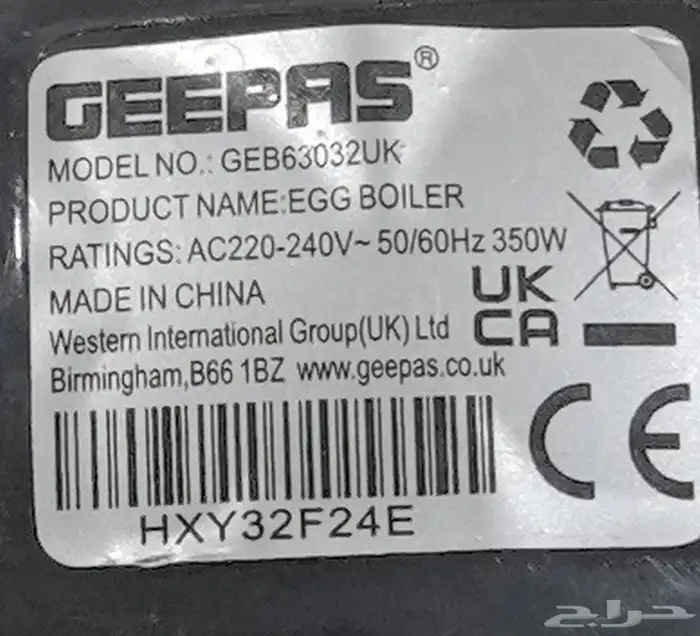 GEEPAS®
MODEL NO.: GEB63032UK
PRODUCT NAME:EGG BOILER
RATINGS: AC220-240V~ 50/60Hz 350W
MADE IN CHINA
Western International Group(UK) Ltd
Birmingham,B66 1BZ www.geepas.co.uk
UK
CA
CE
HXY32F24E
حراج